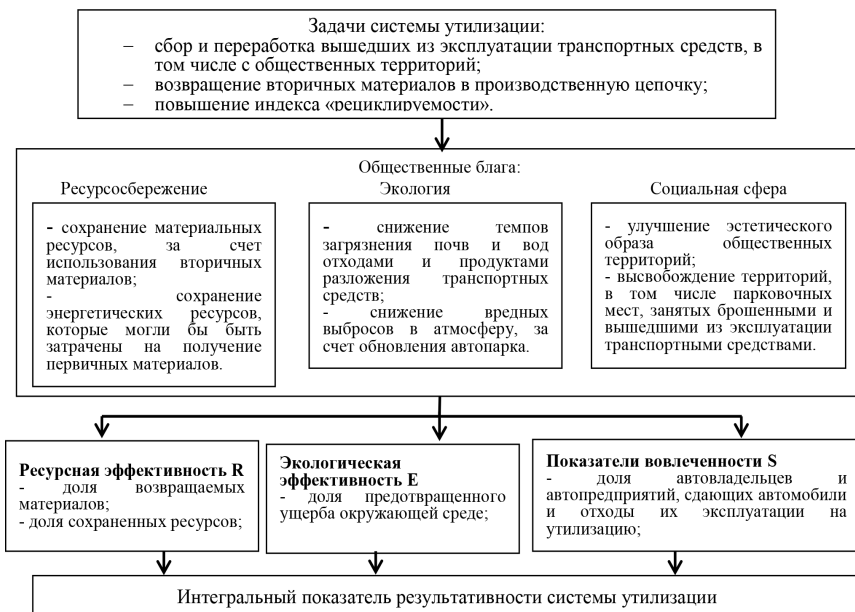 Задачи системы утилизации:
– сбор и переработка вышедших из эксплуатации транспортных средств, в
том числе с общественных территорий;
– возвращение вторичных материалов в производственную цепочку;
– повышение индекса «рециклируемости».
Общественные блага:
Ресурсосбережение
- сохранение материальных
ресурсов, за счет
использования вторичных
материалов;
- сохранение
энергетических ресурсов,
которые могли бы быть
затрачены на получение
первичных материалов.
Экология
- снижение темпов
загрязнения почв и вод
отходами и продуктами
разложения транспортных
средств;
- снижение вредных
выбросов в атмосферу, за
счет обновления автопарка.
Социальная сфера
- улучшение эстетического
образа общественных
территорий;
- высвобождение территорий,
в том числе парковочных
мест, занятых брошенными и
вышедшими из эксплуатации
транспортными средствами.
Ресурсная эффективность R
- доля возвращаемых
материалов;
- доля сохраненных ресурсов;
Экологическая
эффективность E
- доля предотвращенного
ущерба окружающей среде;
Показатели вовлеченности S
- доля автовладельцев и
автопредприятий, сдающих автомобили
и отходы их эксплуатации на
утилизацию;
Интегральный показатель результативности системы утилизации